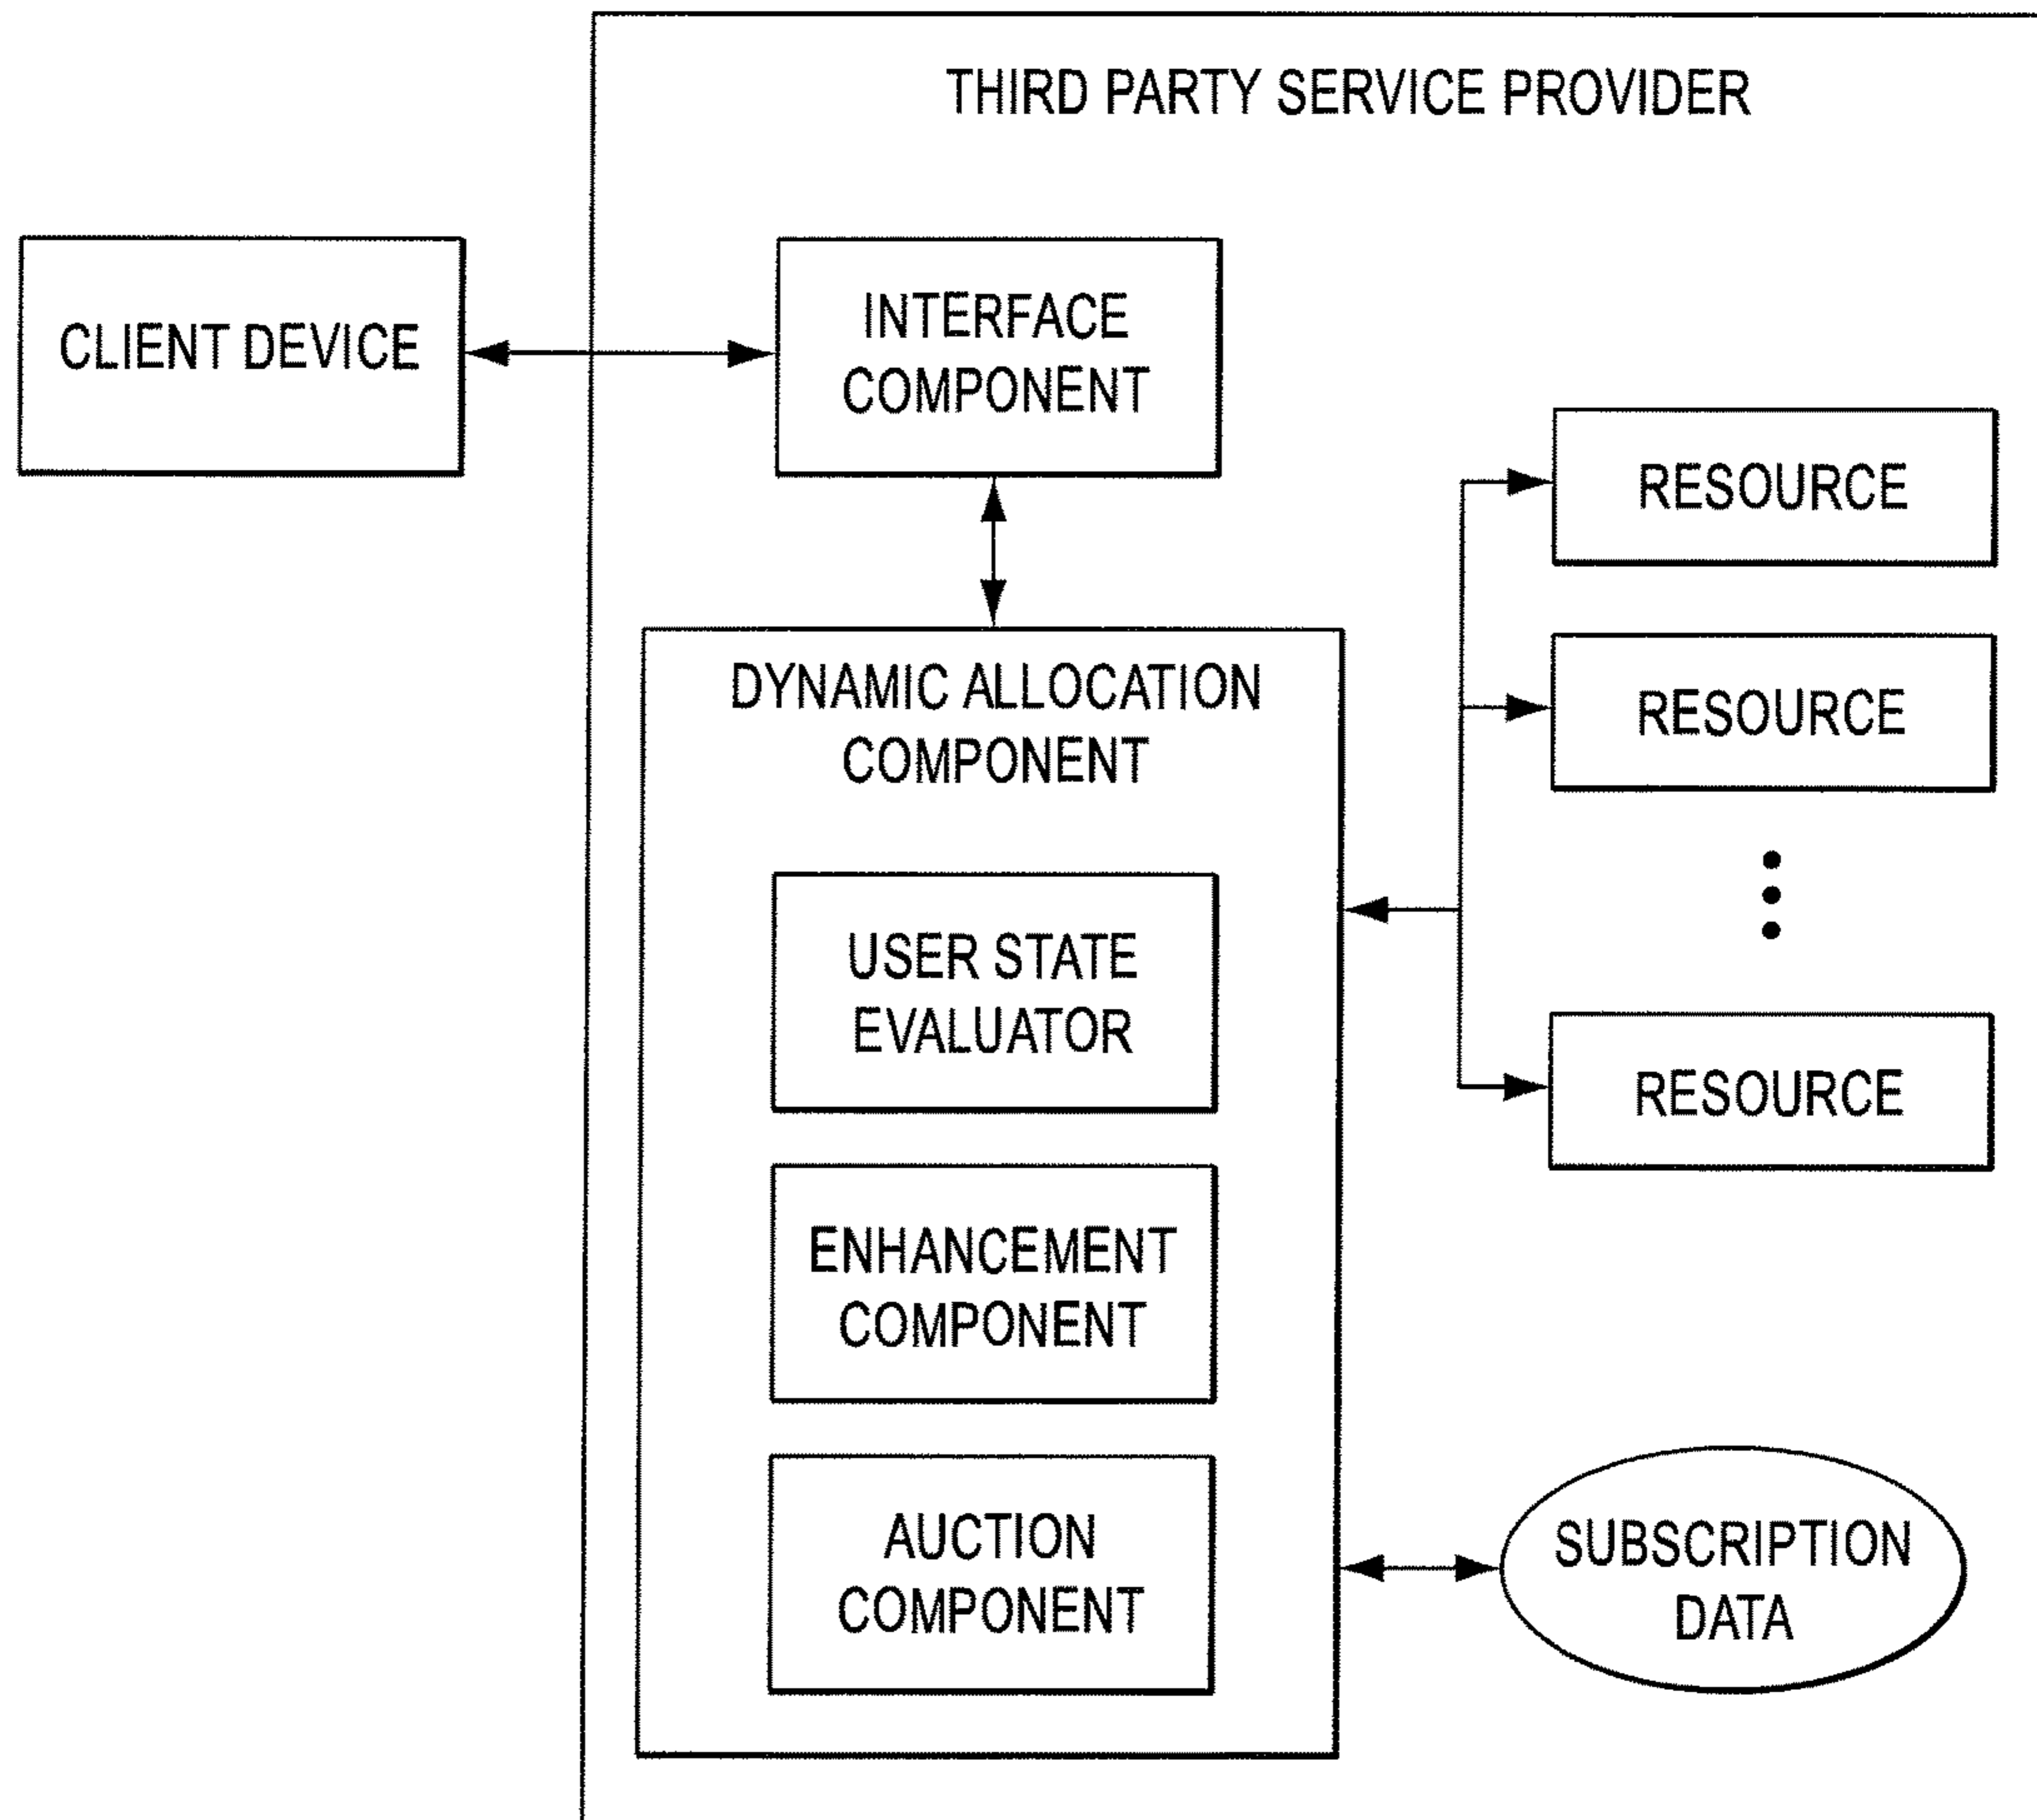 THIRD PARTY SERVICE PROVIDER
CLIENT DEVICE
INTERFACE
COMPONENT
RESOURCE
RESOURCE
RESOURCE
DYNAMIC ALLOCATION
COMPONENT
USER STATE
EVALUATOR
ENHANCEMENT
COMPONENT
AUCTION
COMPONENT
SUBSCRIPTION
DATA